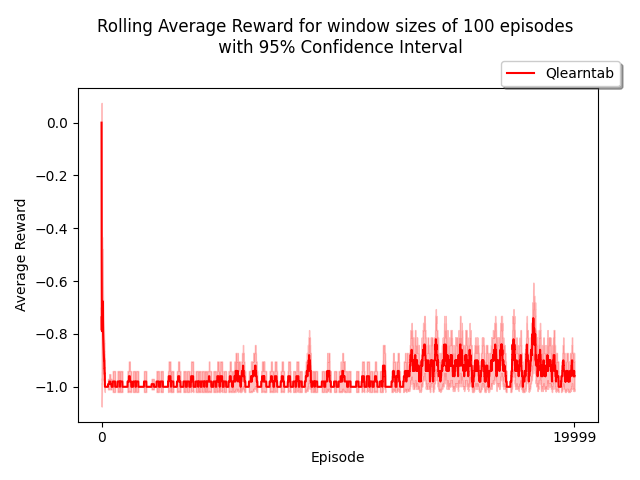 Rolling Average Reward for window sizes of 100 episodes
with 95% Confidence Interval
Qlearntab
0.0
−0.2
−0.4
−0.6
−0.8
−1.0
Average Reward
0
19999
Episode